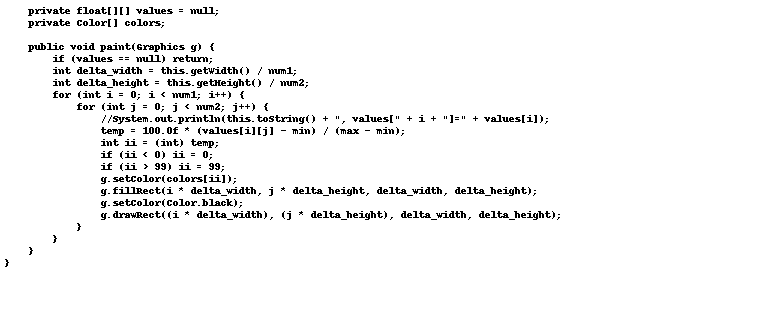 private float[][] values = null;
    private Color[] colors;

    public void paint(Graphics g) {
        if (values == null) return;
        int delta_width = this.getWidth() / num1;
        int delta_height = this.getHeight() / num2;
        for (int i = 0; i < num1; i++) {
            for (int j = 0; j < num2; j++) {
                //System.out.println(this.toString() + ", values[" + i + "]=" + values[i]);
                temp = 100.0f * (values[i][j] - min) / (max - min);
                int ii = (int) temp;
                if (ii < 0) ii = 0;
                if (ii > 99) ii = 99;
                g.setColor(colors[ii]);
                g.fillRect(i * delta_width, j * delta_height, delta_width, delta_height);
                g.setColor(Color.black);
                g.drawRect((i * delta_width), (j * delta_height), delta_width, delta_height);
            }
        }
    }
}